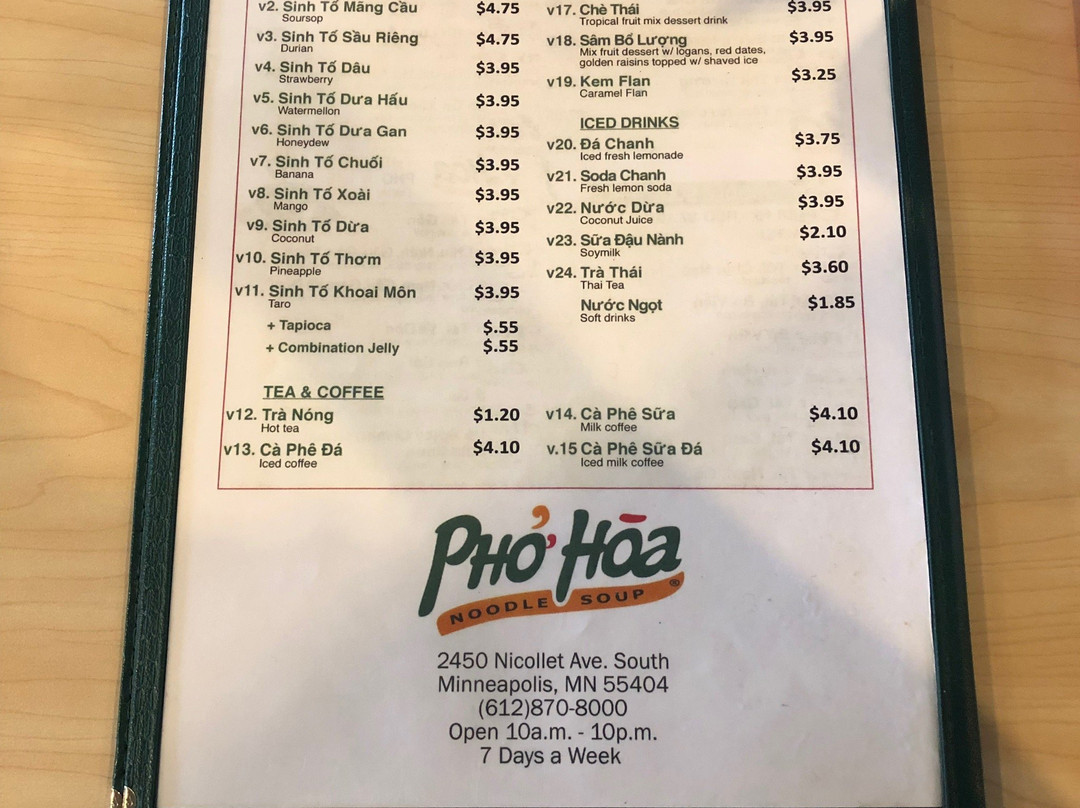 v2. Sinh Tố Mãng Cầu $4.75
Soursop
v3. Sinh Tố Sầu Riêng $4.75
Durian
v4. Sinh Tố Dâu $3.95
Strawberry
v5. Sinh Tố Dưa Hấu $3.95
Watermellon
v6. Sinh Tố Dưa Gan $3.95
Honeydew
v7. Sinh Tố Chuối $3.95
Banana
v8. Sinh Tố Xoài $3.95
Mango
v9. Sinh Tố Dừa $3.95
Coconut
v10. Sinh Tố Thơm $3.95
Pineapple
v11. Sinh Tố Khoai Môn $3.95
Taro
+ Tapioca $.55
+ Combination Jelly $.55
v17. Chè Thái $3.95
Tropical fruit mix dessert drink
v18. Sâm Bổ Lượng $3.95
Mix fruit dessert w/ logans, red dates,
golden raisins topped w/ shaved ice
v19. Kem Flan $3.25
Caramel Flan
ICED DRINKS
v20. Đá Chanh $3.75
Iced fresh lemonade
v21. Soda Chanh $3.95
Fresh lemon soda
v22. Nước Dừa $3.95
Coconut Juice
v23. Sữa Đậu Nành $2.10
Soymilk
v24. Trà Thái $3.60
Thai Tea
Nước Ngọt $1.85
Soft drinks
TEA & COFFEE
v12. Trà Nóng $1.20
Hot tea
v13. Cà Phê Đá $4.10
Iced coffee
v14. Cà Phê Sữa $4.10
Milk coffee
v.15 Cà Phê Sữa Đá $4.10
Iced milk coffee
PHỞ HÒA
NOODLE SOUP ®
2450 Nicollet Ave. South
Minneapolis, MN 55404
(612)870-8000
Open 10a.m. - 10p.m.
7 Days a Week